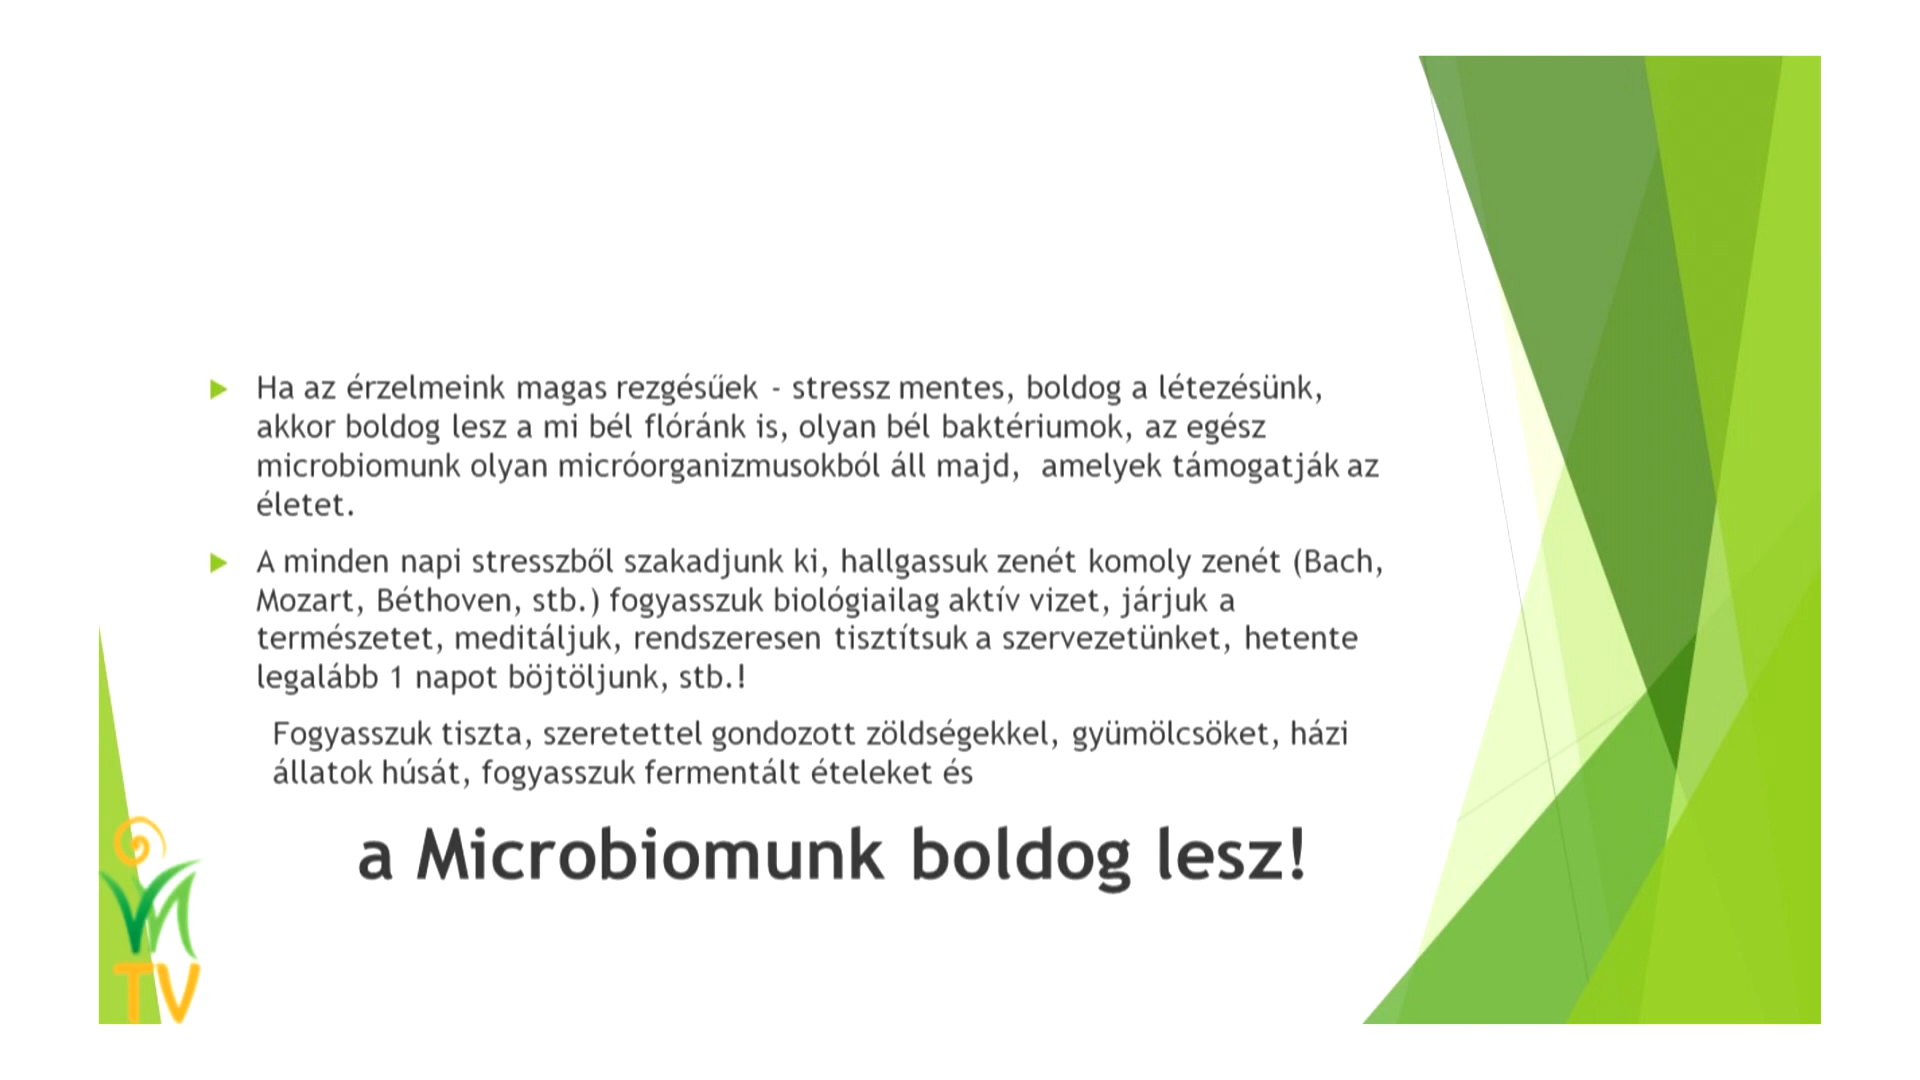 Ha az érzelmeink magas rezgésűek - stressz mentes, boldog a létezésünk,
akkor boldog lesz a mi bél flóránk is, olyan bél baktériumok, az egész
microbiomunk olyan micróorganizmusokból áll majd, amelyek támogatják az
életet.
A minden napi stresszből szakadjunk ki, hallgassuk zenét komoly zenét (Bach,
Mozart, Béthoven, stb.) fogyasszuk biológiailag aktív vizet, járjuk a
természetet, meditáljuk, rendszeresen tisztítsuk a szervezetünket, hetente
legalább 1 napot böjtöljunk, stb.!
Fogyasszuk tiszta, szeretettel gondozott zöldségekkel, gyümölcsöket, házi
állatok húsát, fogyasszuk fermentált ételeket és
a Microbiomunk boldog lesz!
TV